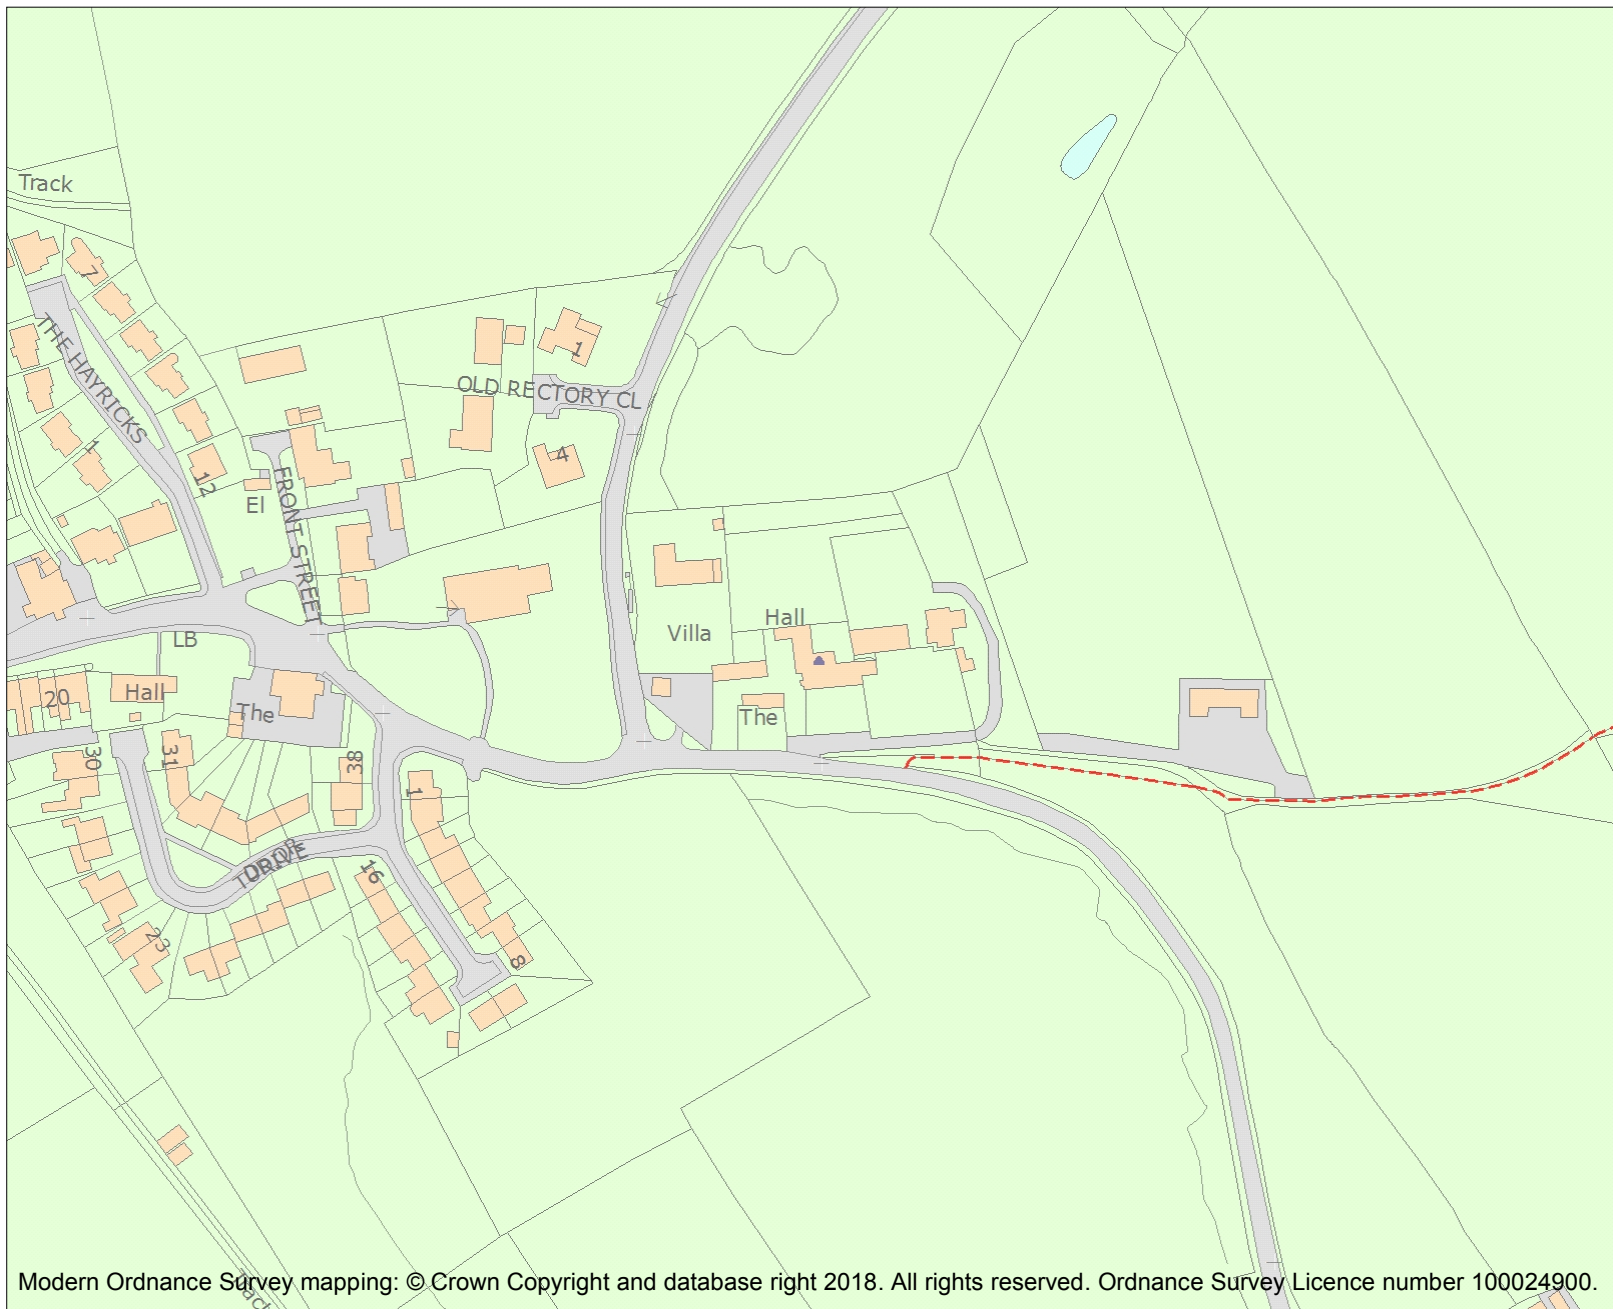 Track
7
THE HAYRICKS
1
OLD RECTORY CL
1
4
12
El
FRONT STREET
LB
Villa
Hall
20
Hall
The
The
30
31
38
1
TUDOR
DRIVE
16
23
8
Track
Modern Ordnance Survey mapping: © Crown Copyright and database right 2018. All rights reserved. Ordnance Survey Licence number 100024900.